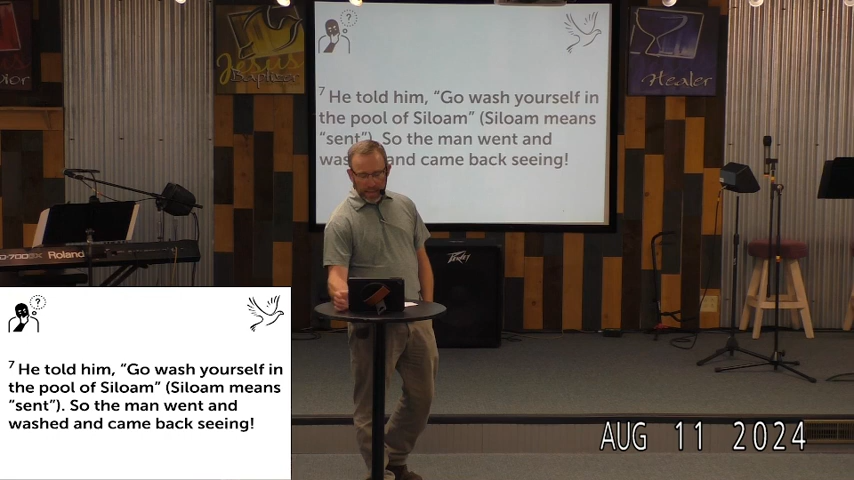 vior
Jesus
Baptizer
?
7 He told him, “Go wash yourself in
the pool of Siloam” (Siloam means
“sent”). So the man went and
was and came back seeing!
Healer
Roland
PEAVEY
?
7 He told him, “Go wash yourself in
the pool of Siloam” (Siloam means
“sent”). So the man went and
washed and came back seeing!
AUG 11 2024